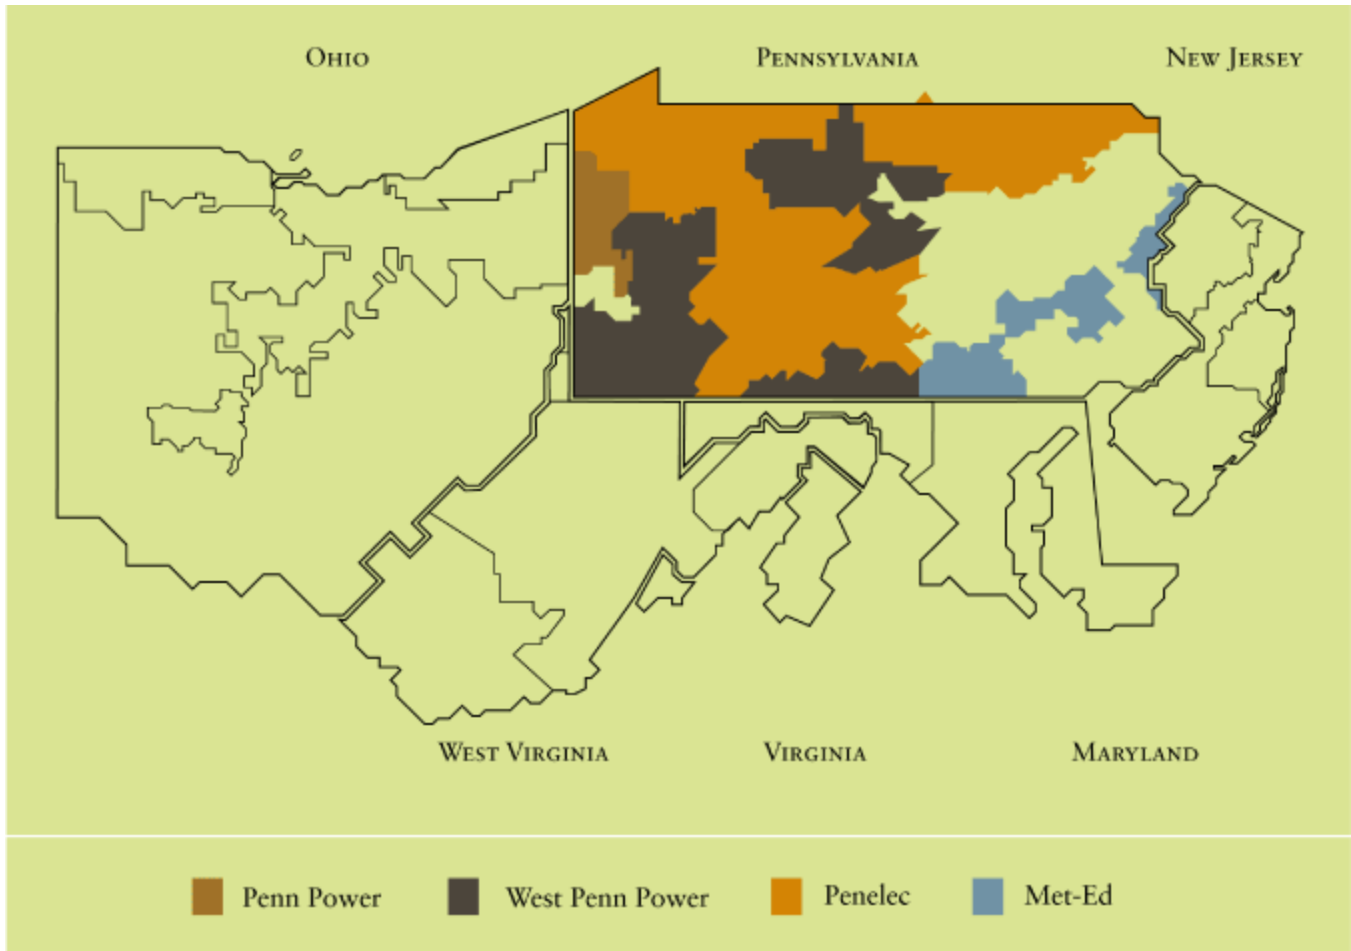 Ohio
Pennsylvania
New Jersey
West Virginia
Virginia
Maryland
Penn Power
West Penn Power
Penelec
Met-Ed